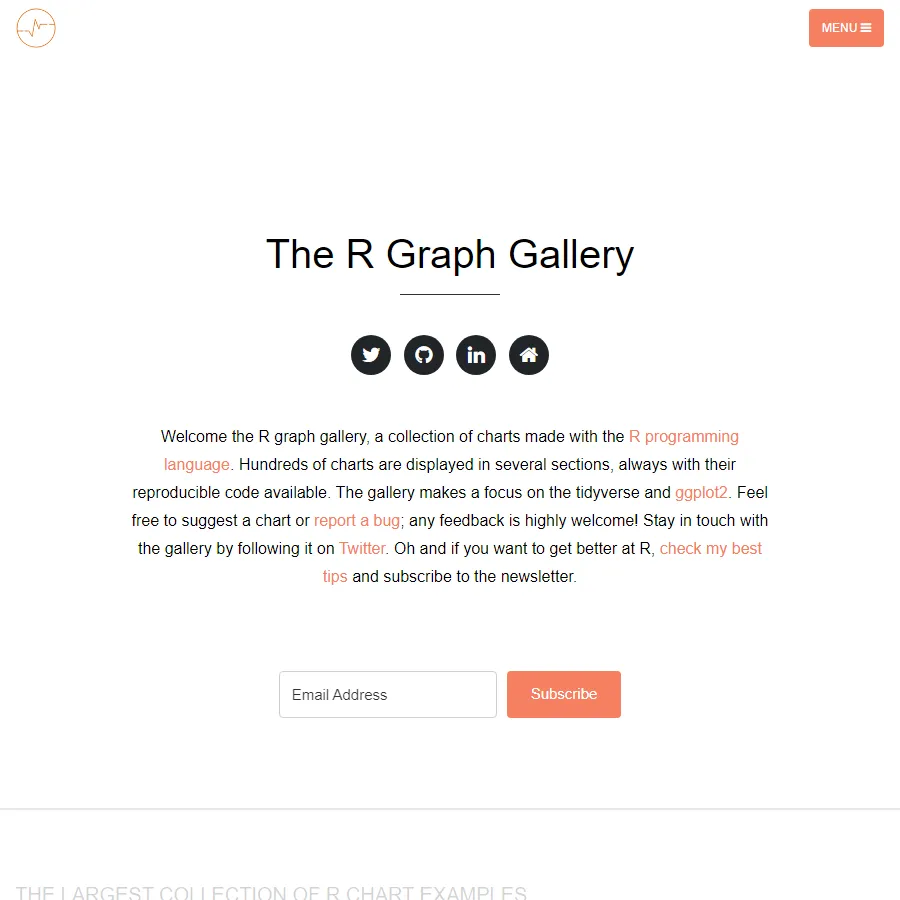 MENU
The R Graph Gallery
Welcome the R graph gallery, a collection of charts made with the R programming
language. Hundreds of charts are displayed in several sections, always with their
reproducible code available. The gallery makes a focus on the tidyverse and ggplot2. Feel
free to suggest a chart or report a bug; any feedback is highly welcome! Stay in touch with
the gallery by following it on Twitter. Oh and if you want to get better at R, check my best
tips and subscribe to the newsletter.
Email Address
Subscribe
THE LARGEST COLLECTION OF R CHART EXAMPLES